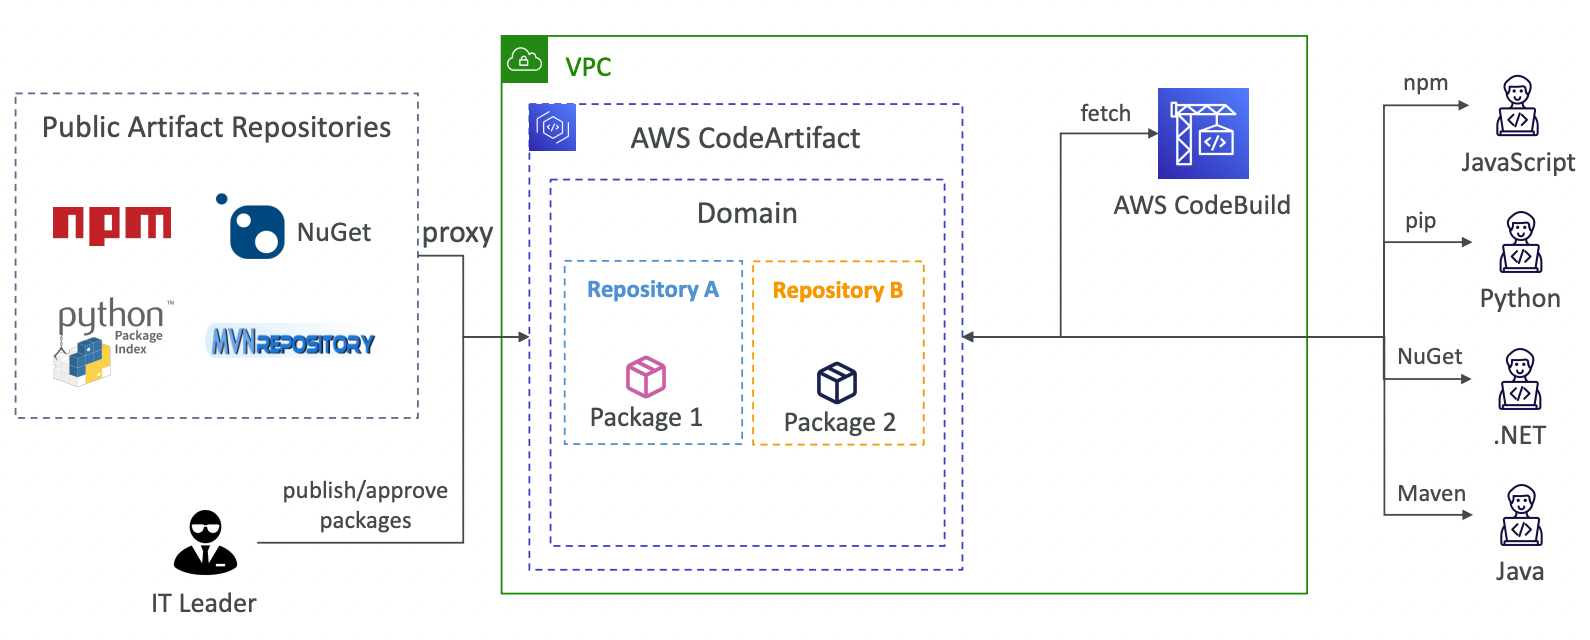 VPC
Public Artifact Repositories
npm
NuGet
python™
Package
Index
MVNREPOSITORY
proxy
publish/approve
packages
IT Leader
AWS CodeArtifact
Domain
Repository A
Package 1
Repository B
Package 2
fetch
AWS CodeBuild
npm
JavaScript
pip
Python
NuGet
.NET
Maven
Java